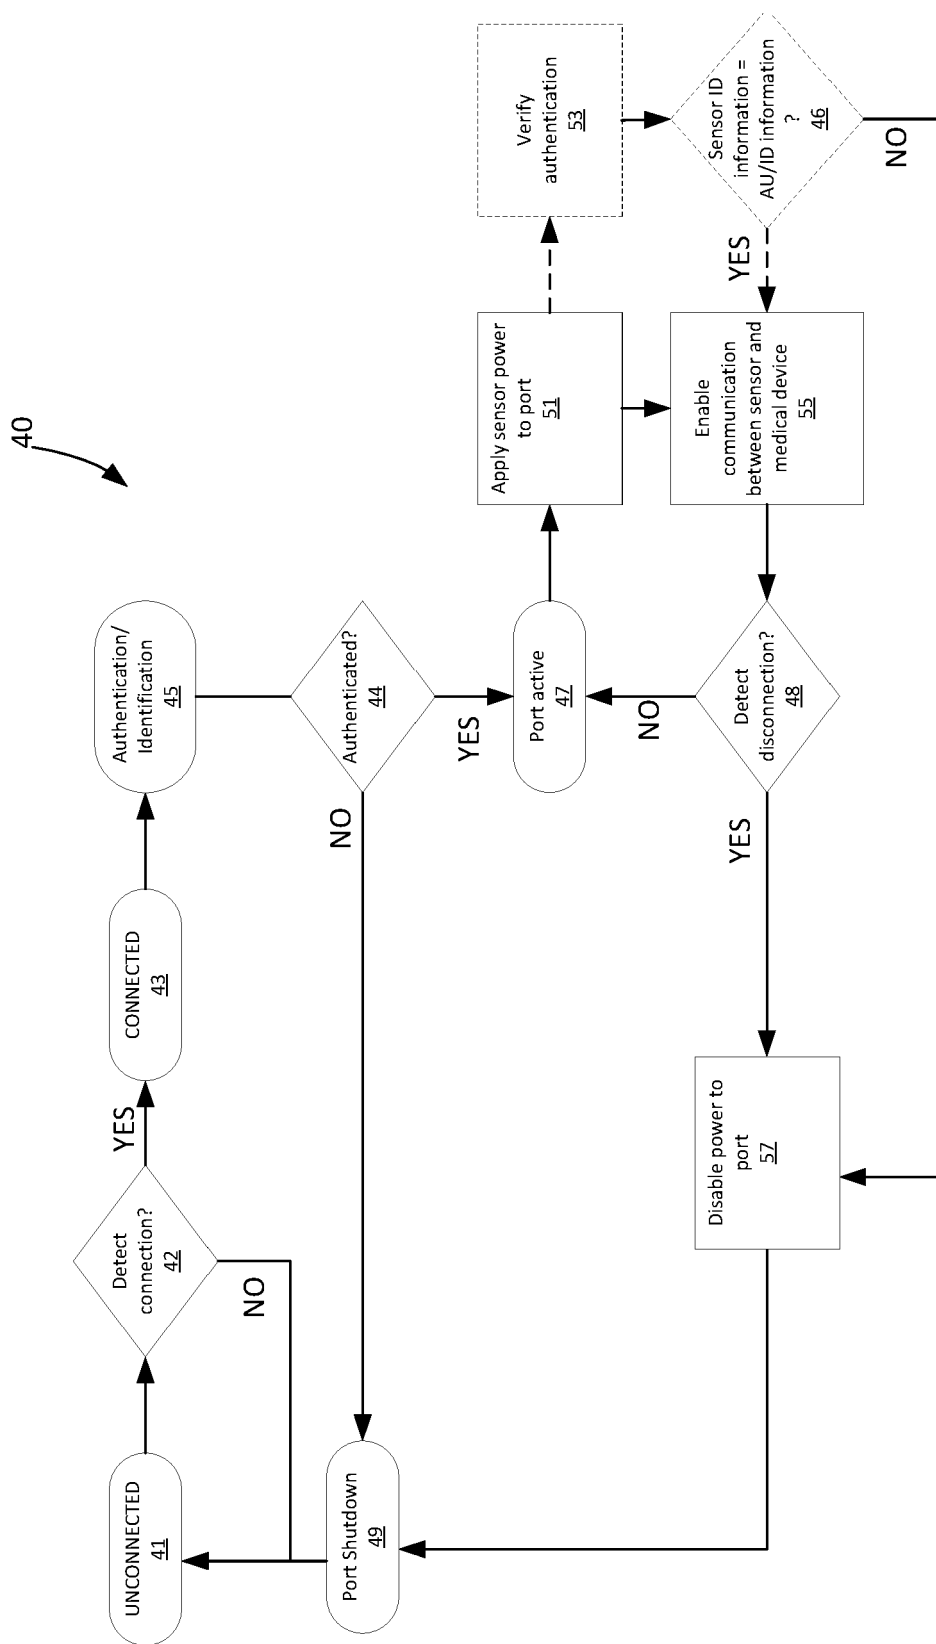 40
UNCONNECTED
41
Detect
connection?
42
YES
NO
CONNECTED
43
Authentication/
Identification
45
Authenticated?
44
NO
YES
Port Shutdown
49
Port active
47
Apply sensor power
to port
51
Verify
authentication
53
Sensor ID
information =
AU/ID information
?
46
NO
YES
Enable
communication
between sensor and
medical device
55
Detect
disconnection?
48
NO
YES
Disable power to
port
57